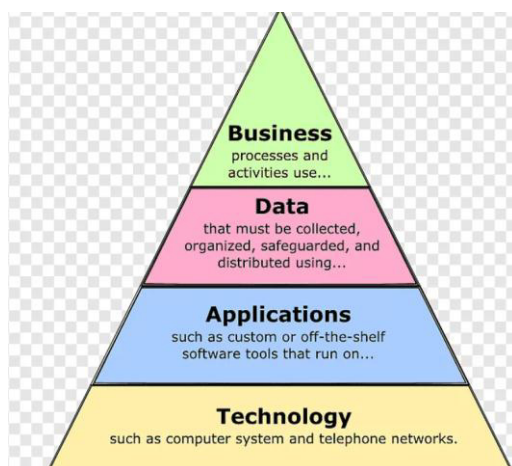 Business
processes and
activities use...
Data
that must be collected,
organized, safeguarded, and
distributed using...
Applications
such as custom or off-the-shelf
software tools that run on...
Technology
such as computer system and telephone networks.